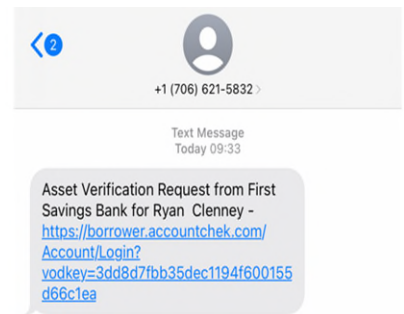 2
+1 (706) 621-5832 >
Text Message
Today 09:33
Asset Verification Request from First
Savings Bank for Ryan  Clenney -
https://borrower.accountchek.com/
Account/Login?
vodkey=3dd8d7fbb35dec1194f600155
d66c1ea